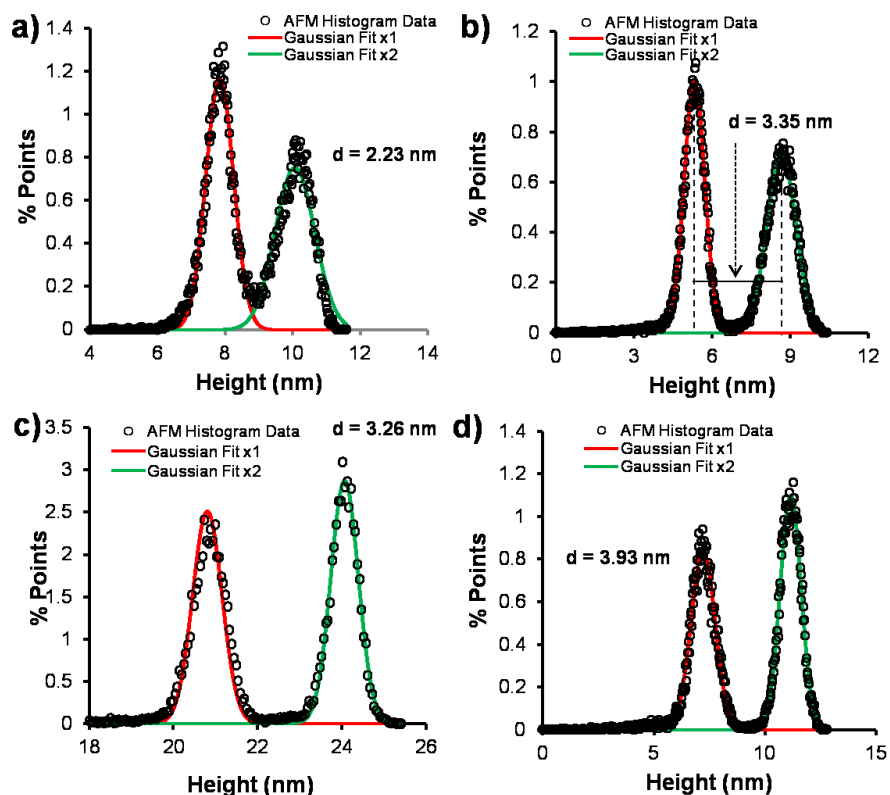 a)
AFM Histogram Data
Gaussian Fit x1
Gaussian Fit x2
d = 2.23 nm
% Points
1.4
1.2
1
0.8
0.6
0.4
0.2
0
4 6 8 10 12 14
Height (nm)
b)
AFM Histogram Data
Gaussian Fit x1
Gaussian Fit x2
d = 3.35 nm
% Points
1.2
1
0.8
0.6
0.4
0.2
0
0 3 6 9 12
Height (nm)
c)
AFM Histogram Data
Gaussian Fit x1
Gaussian Fit x2
d = 3.26 nm
% Points
3.5
3
2.5
2
1.5
1
0.5
0
18 20 22 24 26
Height (nm)
d)
AFM Histogram Data
Gaussian Fit x1
Gaussian Fit x2
d = 3.93 nm
% Points
1.4
1.2
1
0.8
0.6
0.4
0.2
0
0 5 10 15
Height (nm)